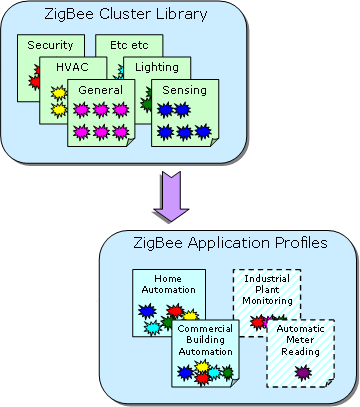 ZigBee Cluster Library
Security
Etc etc
HVAC
Lighting
General
Sensing
ZigBee Application Profiles
Home
Automation
Industrial
Plant
Monitoring
Commercial
Building
Automation
Automatic
Meter
Reading